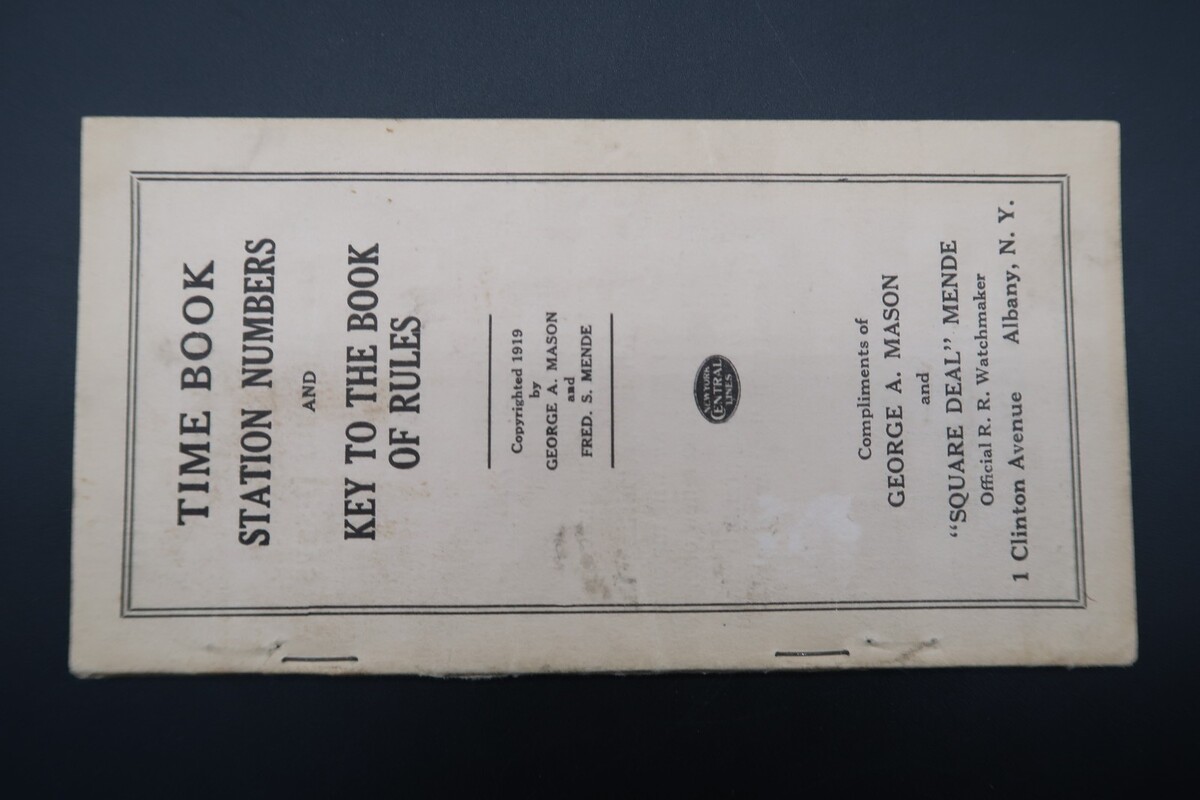 TIME BOOK
STATION NUMBERS
AND
KEY TO THE BOOK
OF RULES
Copyrighted 1919
by
GEORGE A. MASON
and
FRED. S. MENDE
NEW YORK
CENTRAL
LINES
Compliments of
GEORGE A. MASON
and
"SQUARE DEAL" MENDE
Official R. R. Watchmaker
1 Clinton Avenue Albany, N. Y.